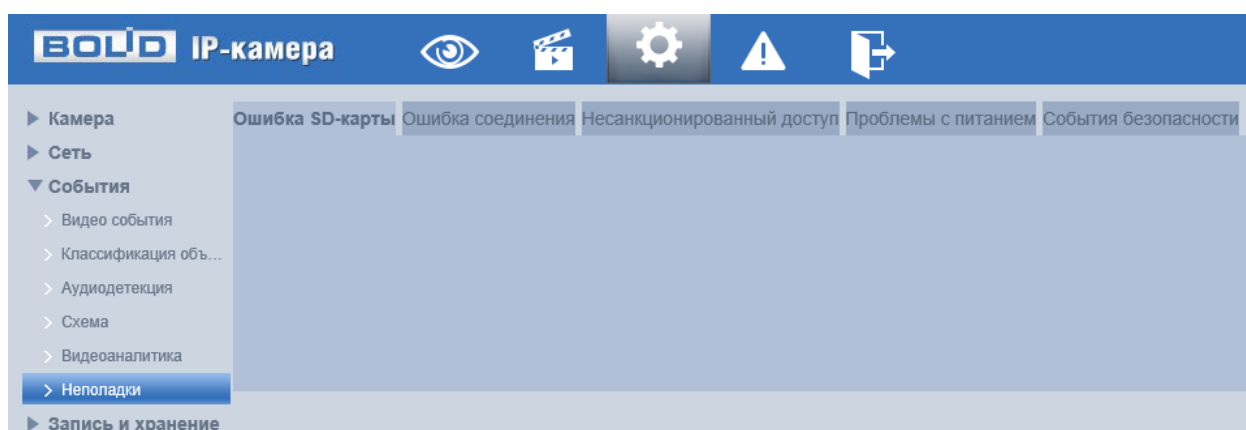 BOLID IP-камера
Камера
Ошибка SD-карты Ошибка соединения Несанкционированный доступ Проблемы с питанием События безопасности
Сеть
События
Видео события
Классификация объ...
Аудиодетекция
Схема
Видеоаналитика
Неполадки
Запись и хранение